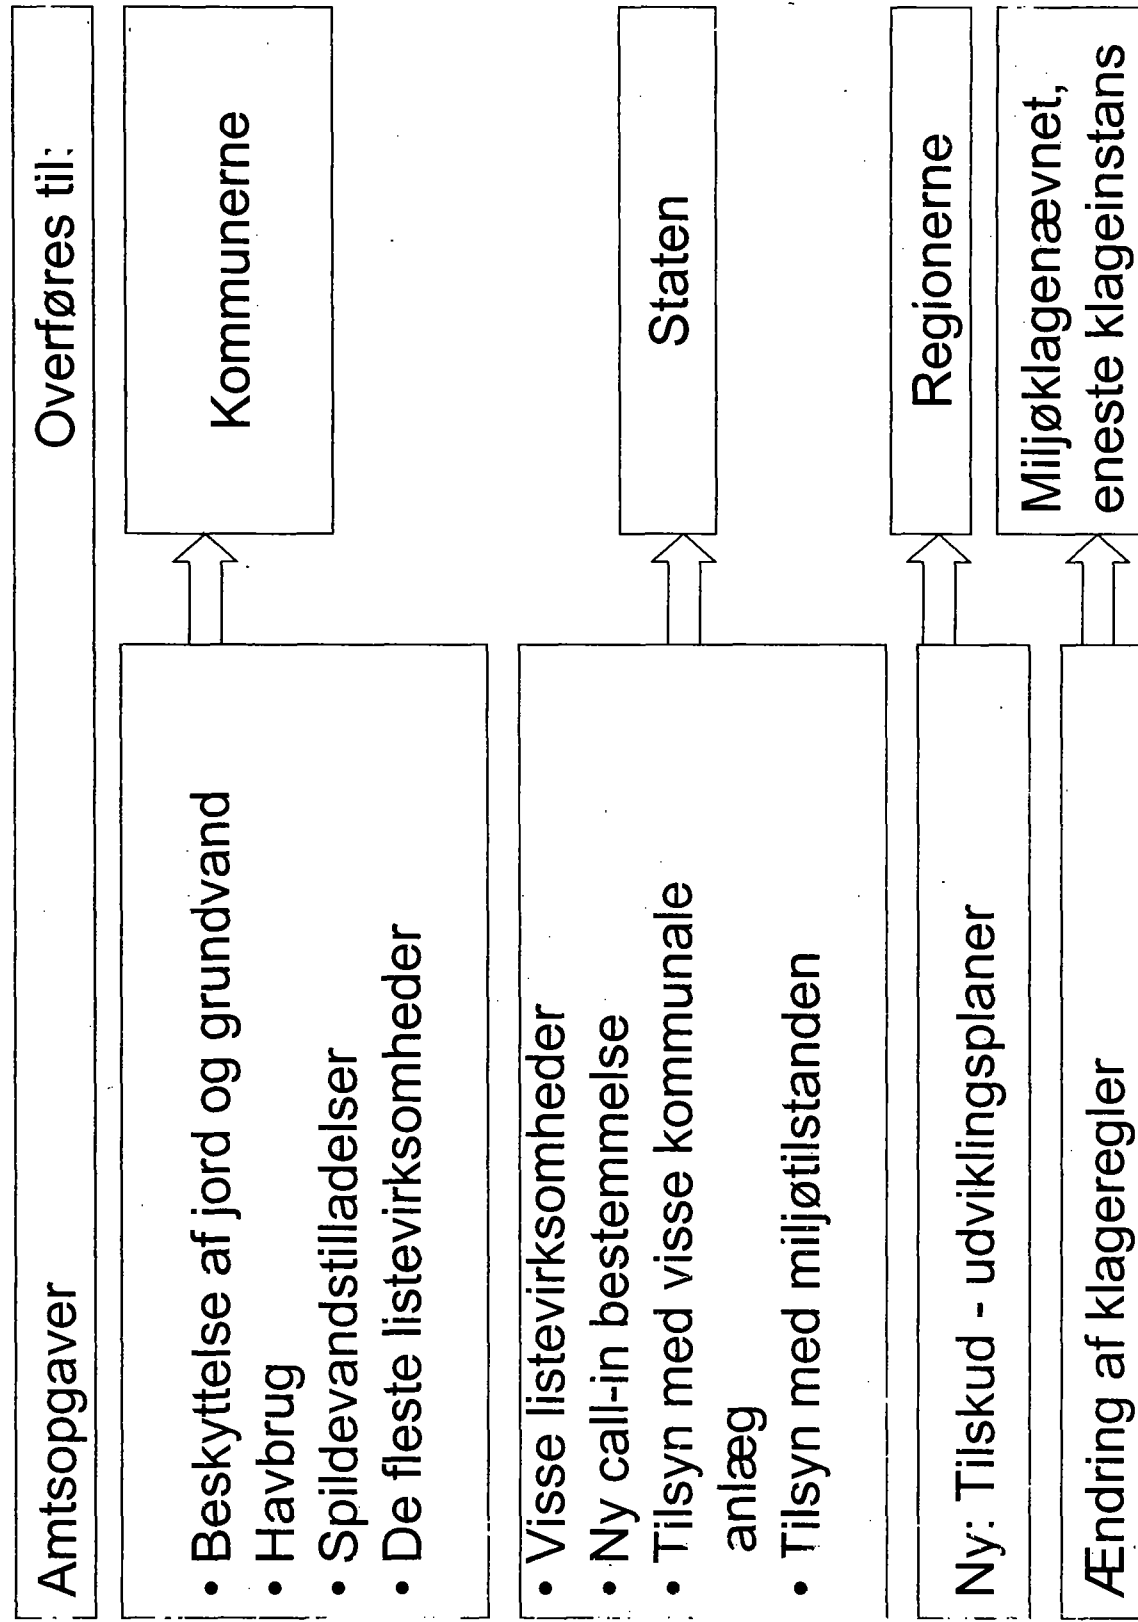 Amtsopgaver Overføres til:
• Beskyttelse af jord og grundvand
• Havbrug
• Spildevandstilladelser
• De fleste listevirksomheder
Kommunerne
• Visse listevirksomheder
• Ny call-in bestemmelse
• Tilsyn med visse kommunale
anlæg
• Tilsyn med miljøtilstanden
Staten
Ny: Tilskud - udviklingsplaner
Regionerne
Ændring af klageregler
Miljøklagenævnet,
eneste klageinstans